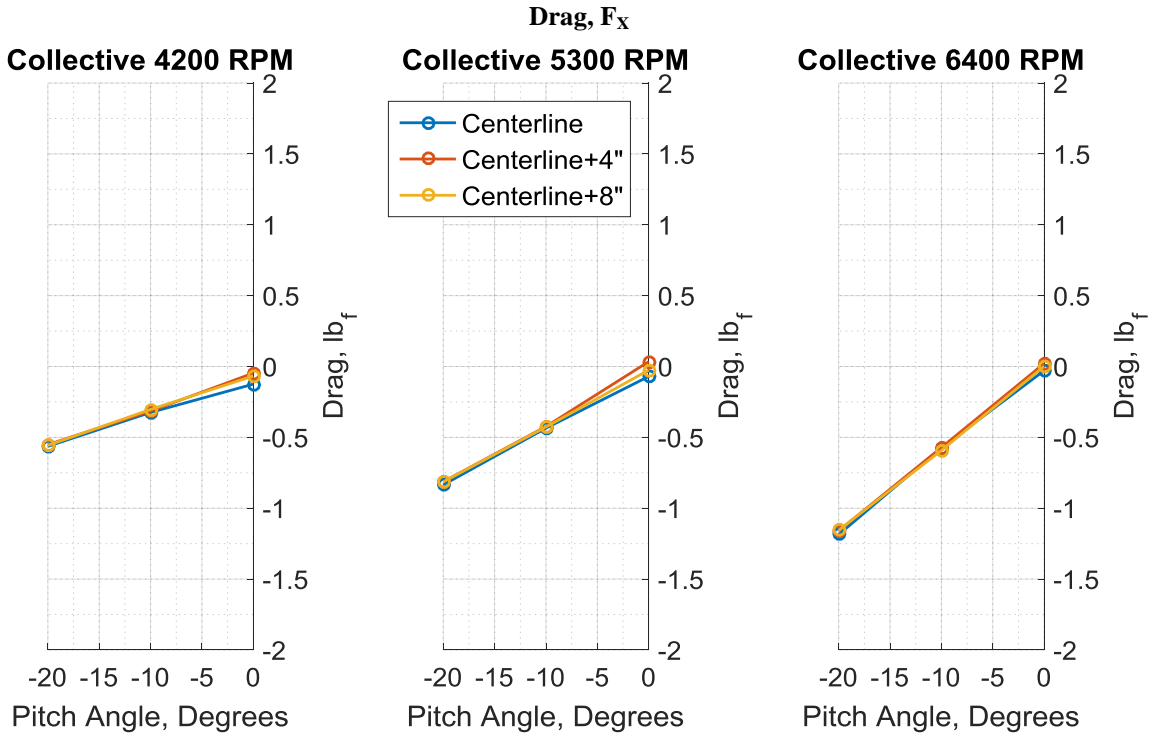 Drag, FX
Collective 4200 RPM
2
1.5
1
0.5
0
-0.5
-1
-1.5
-2
Drag, lbf
-20 -15 -10 -5 0
Pitch Angle, Degrees
Collective 5300 RPM
Centerline
Centerline+4"
Centerline+8"
2
1.5
1
0.5
0
-0.5
-1
-1.5
-2
Drag, lbf
-20 -15 -10 -5 0
Pitch Angle, Degrees
Collective 6400 RPM
2
1.5
1
0.5
0
-0.5
-1
-1.5
-2
Drag, lbf
-20 -15 -10 -5 0
Pitch Angle, Degrees